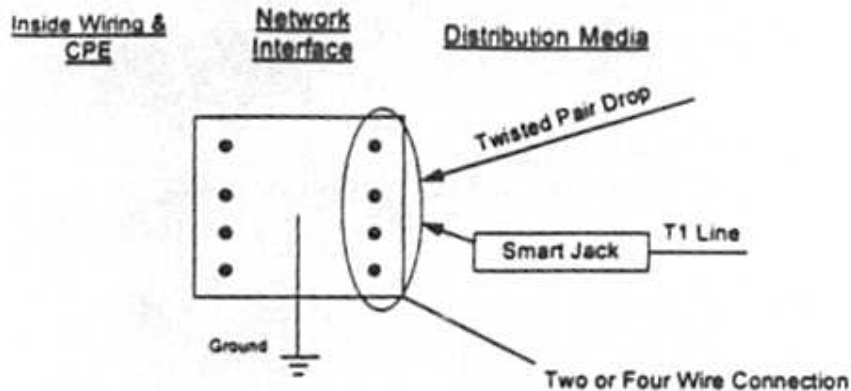 Inside Wiring &
CPE
Network
Interface
Distribution Media
Twisted Pair Drop
Smart Jack
T1 Line
Ground
Two or Four Wire Connection